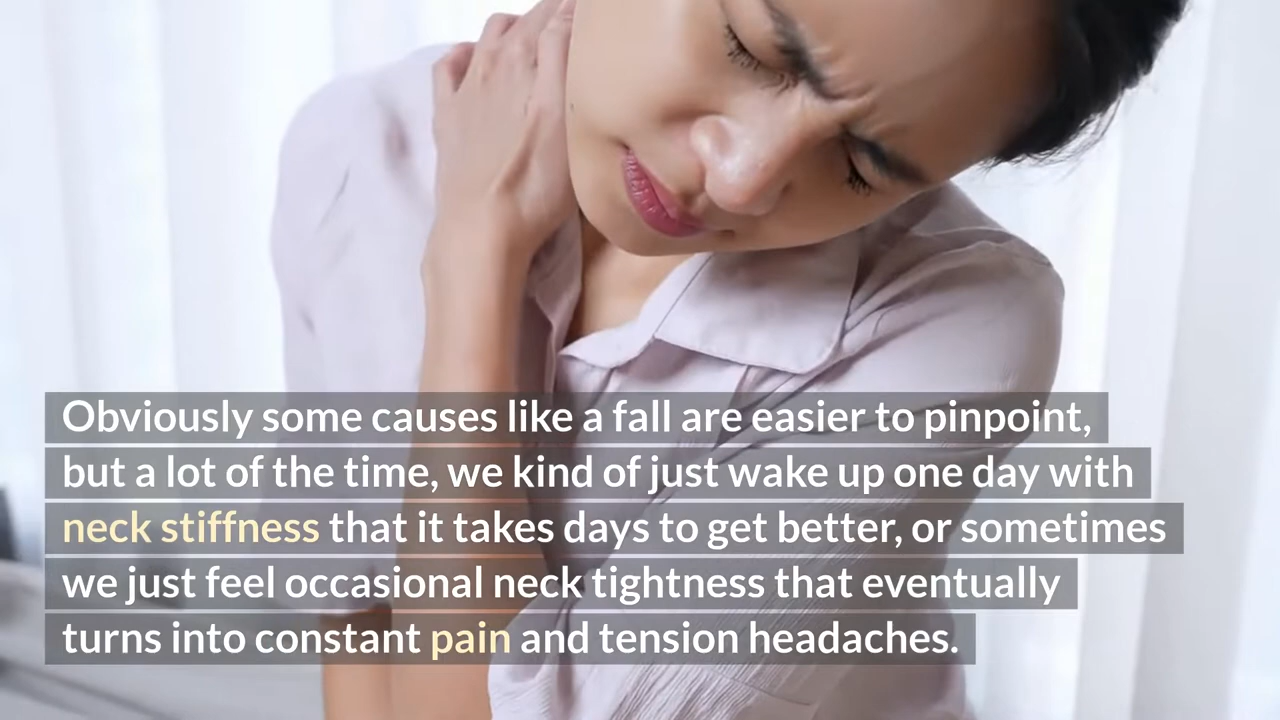 Obviously some causes like a fall are easier to pinpoint,
but a lot of the time, we kind of just wake up one day with
neck stiffness that it takes days to get better, or sometimes
we just feel occasional neck tightness that eventually
turns into constant pain and tension headaches.